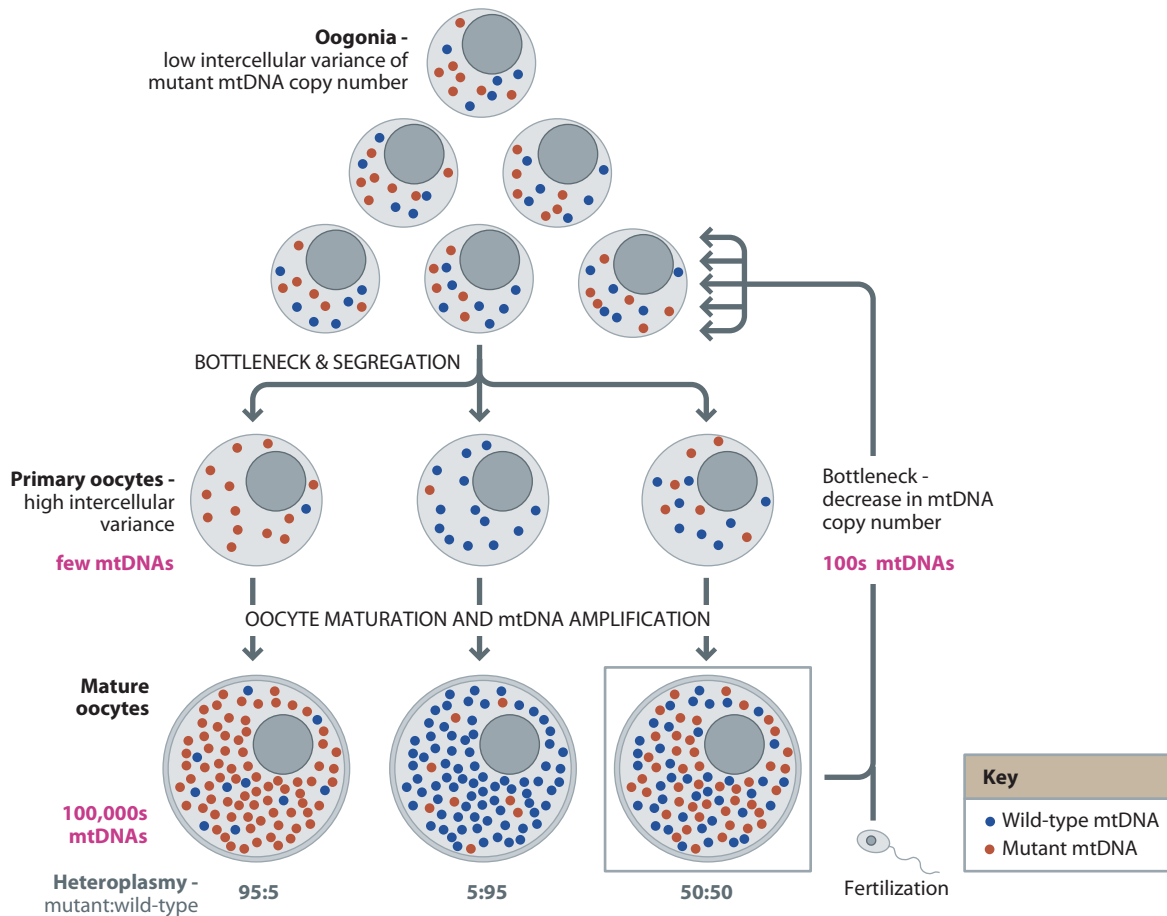 Oogonia -
low intercellular variance of
mutant mtDNA copy number
BOTTLENECK & SEGREGATION
Primary oocytes -
high intercellular
variance
few mtDNAs
Bottleneck -
decrease in mtDNA
copy number
100s mtDNAs
OOCYTE MATURATION AND mtDNA AMPLIFICATION
Mature
oocytes
100,000s
mtDNAs
Heteroplasmy -
mutant:wild-type
95:5
5:95
50:50
Fertilization
Key
Wild-type mtDNA
Mutant mtDNA